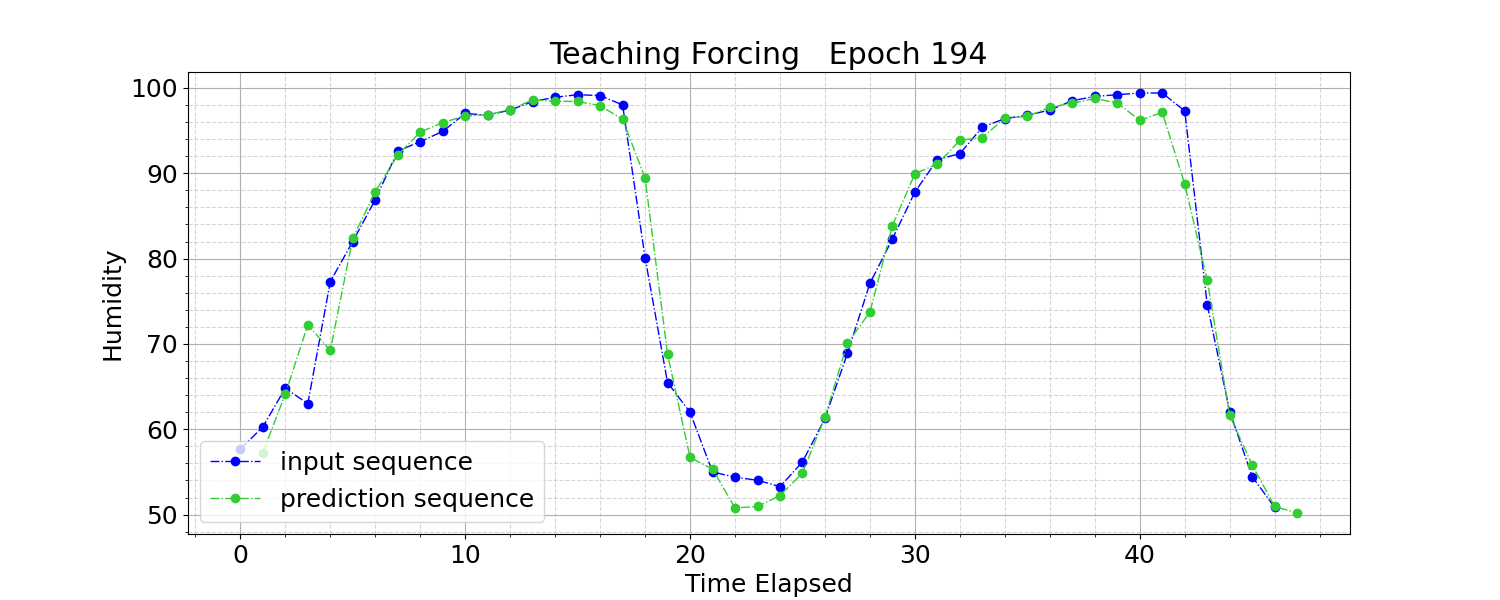 Teaching Forcing   Epoch 194
100
90
80
70
60
50
Humidity
input sequence
prediction sequence
0 10 20 30 40
Time Elapsed